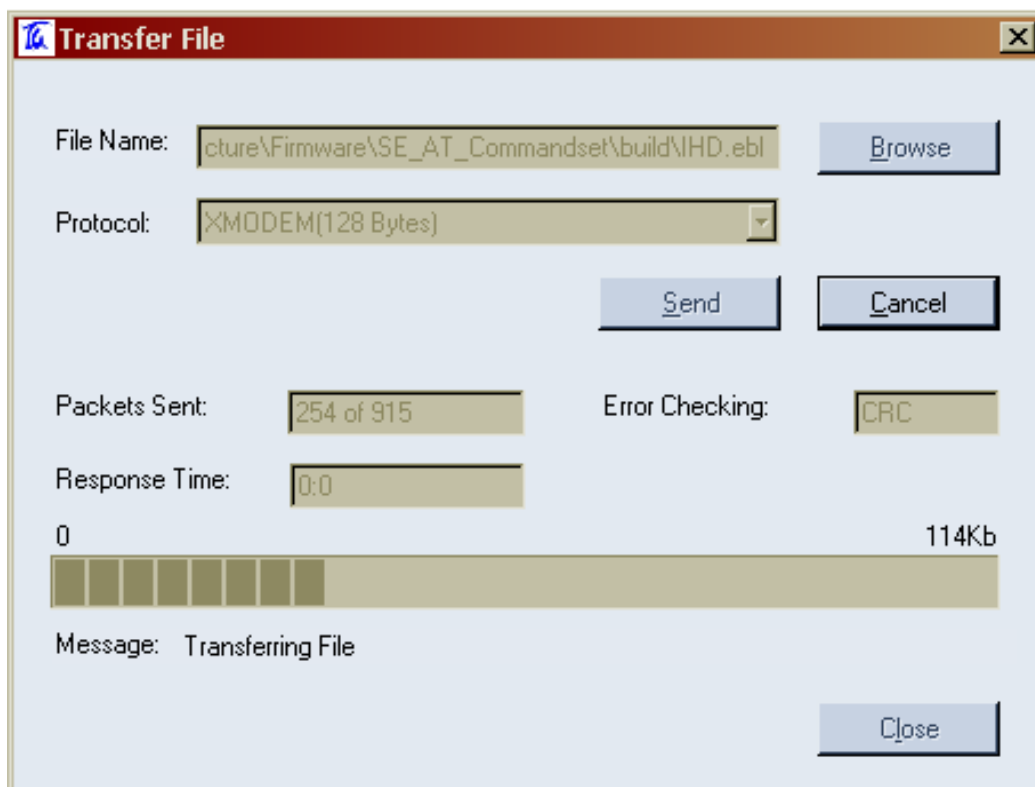 Transfer File
File Name: cture\Firmware\SE_AT_Commandset\build\IHD.ebl Browse
Protocol: XMODEM(128 Bytes)
Send Cancel
Packets Sent: 254 of 915 Error Checking: CRC
Response Time: 0:0
0 114Kb
Message: Transferring File
Close